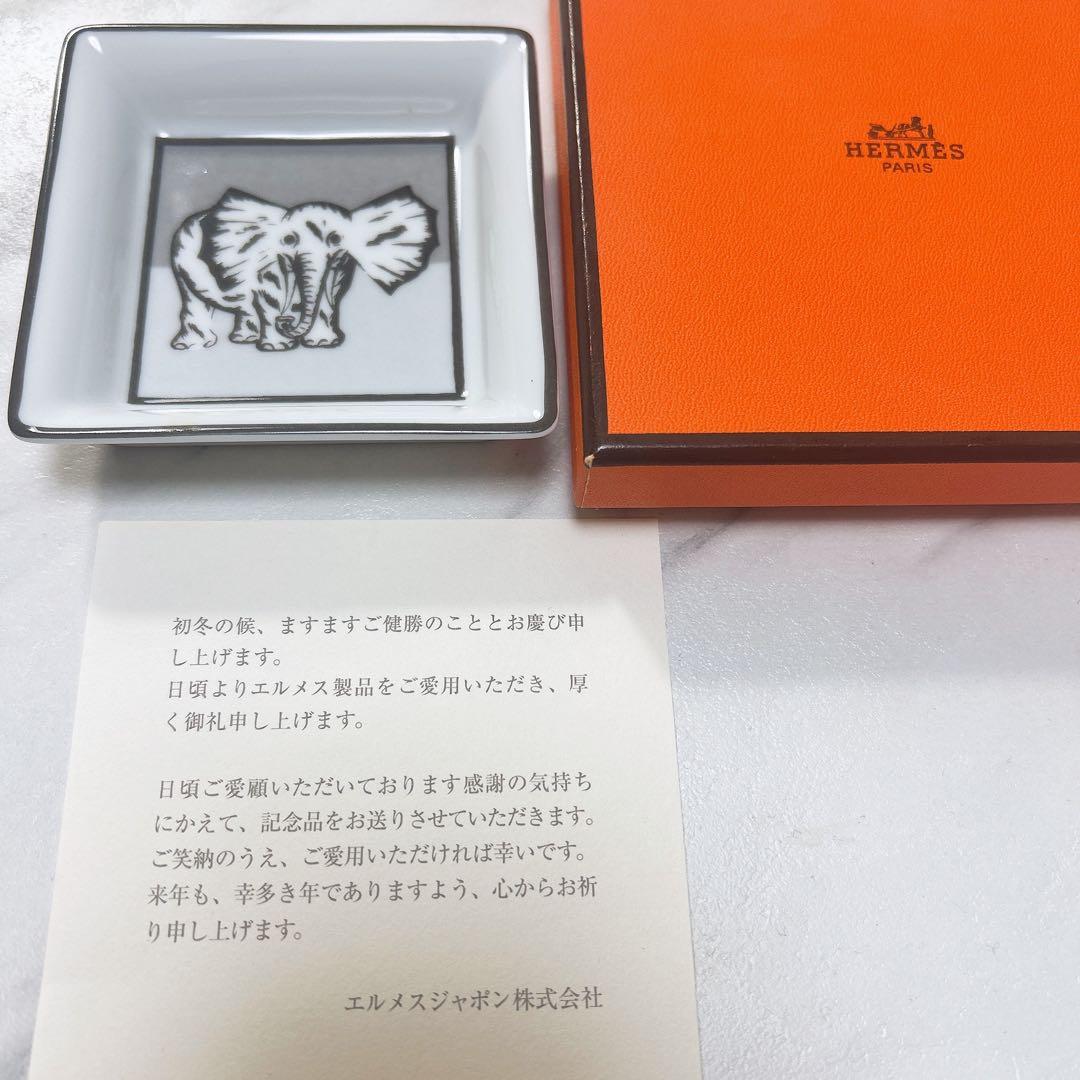 HERMÈS
PARIS
初冬の候、ますますご健勝のこととお慶び申
し上げます。
日頃よりエルメス製品をご愛用いただき、厚
く御礼申し上げます。
日頃ご愛顧いただいております感謝の気持ち
にかえて、記念品をお送りさせていただきます。
ご笑納のうえ、ご愛用いただければ幸いです。
来年も、幸多き年でありますよう、心からお祈
り申し上げます。
エルメスジャポン株式会社